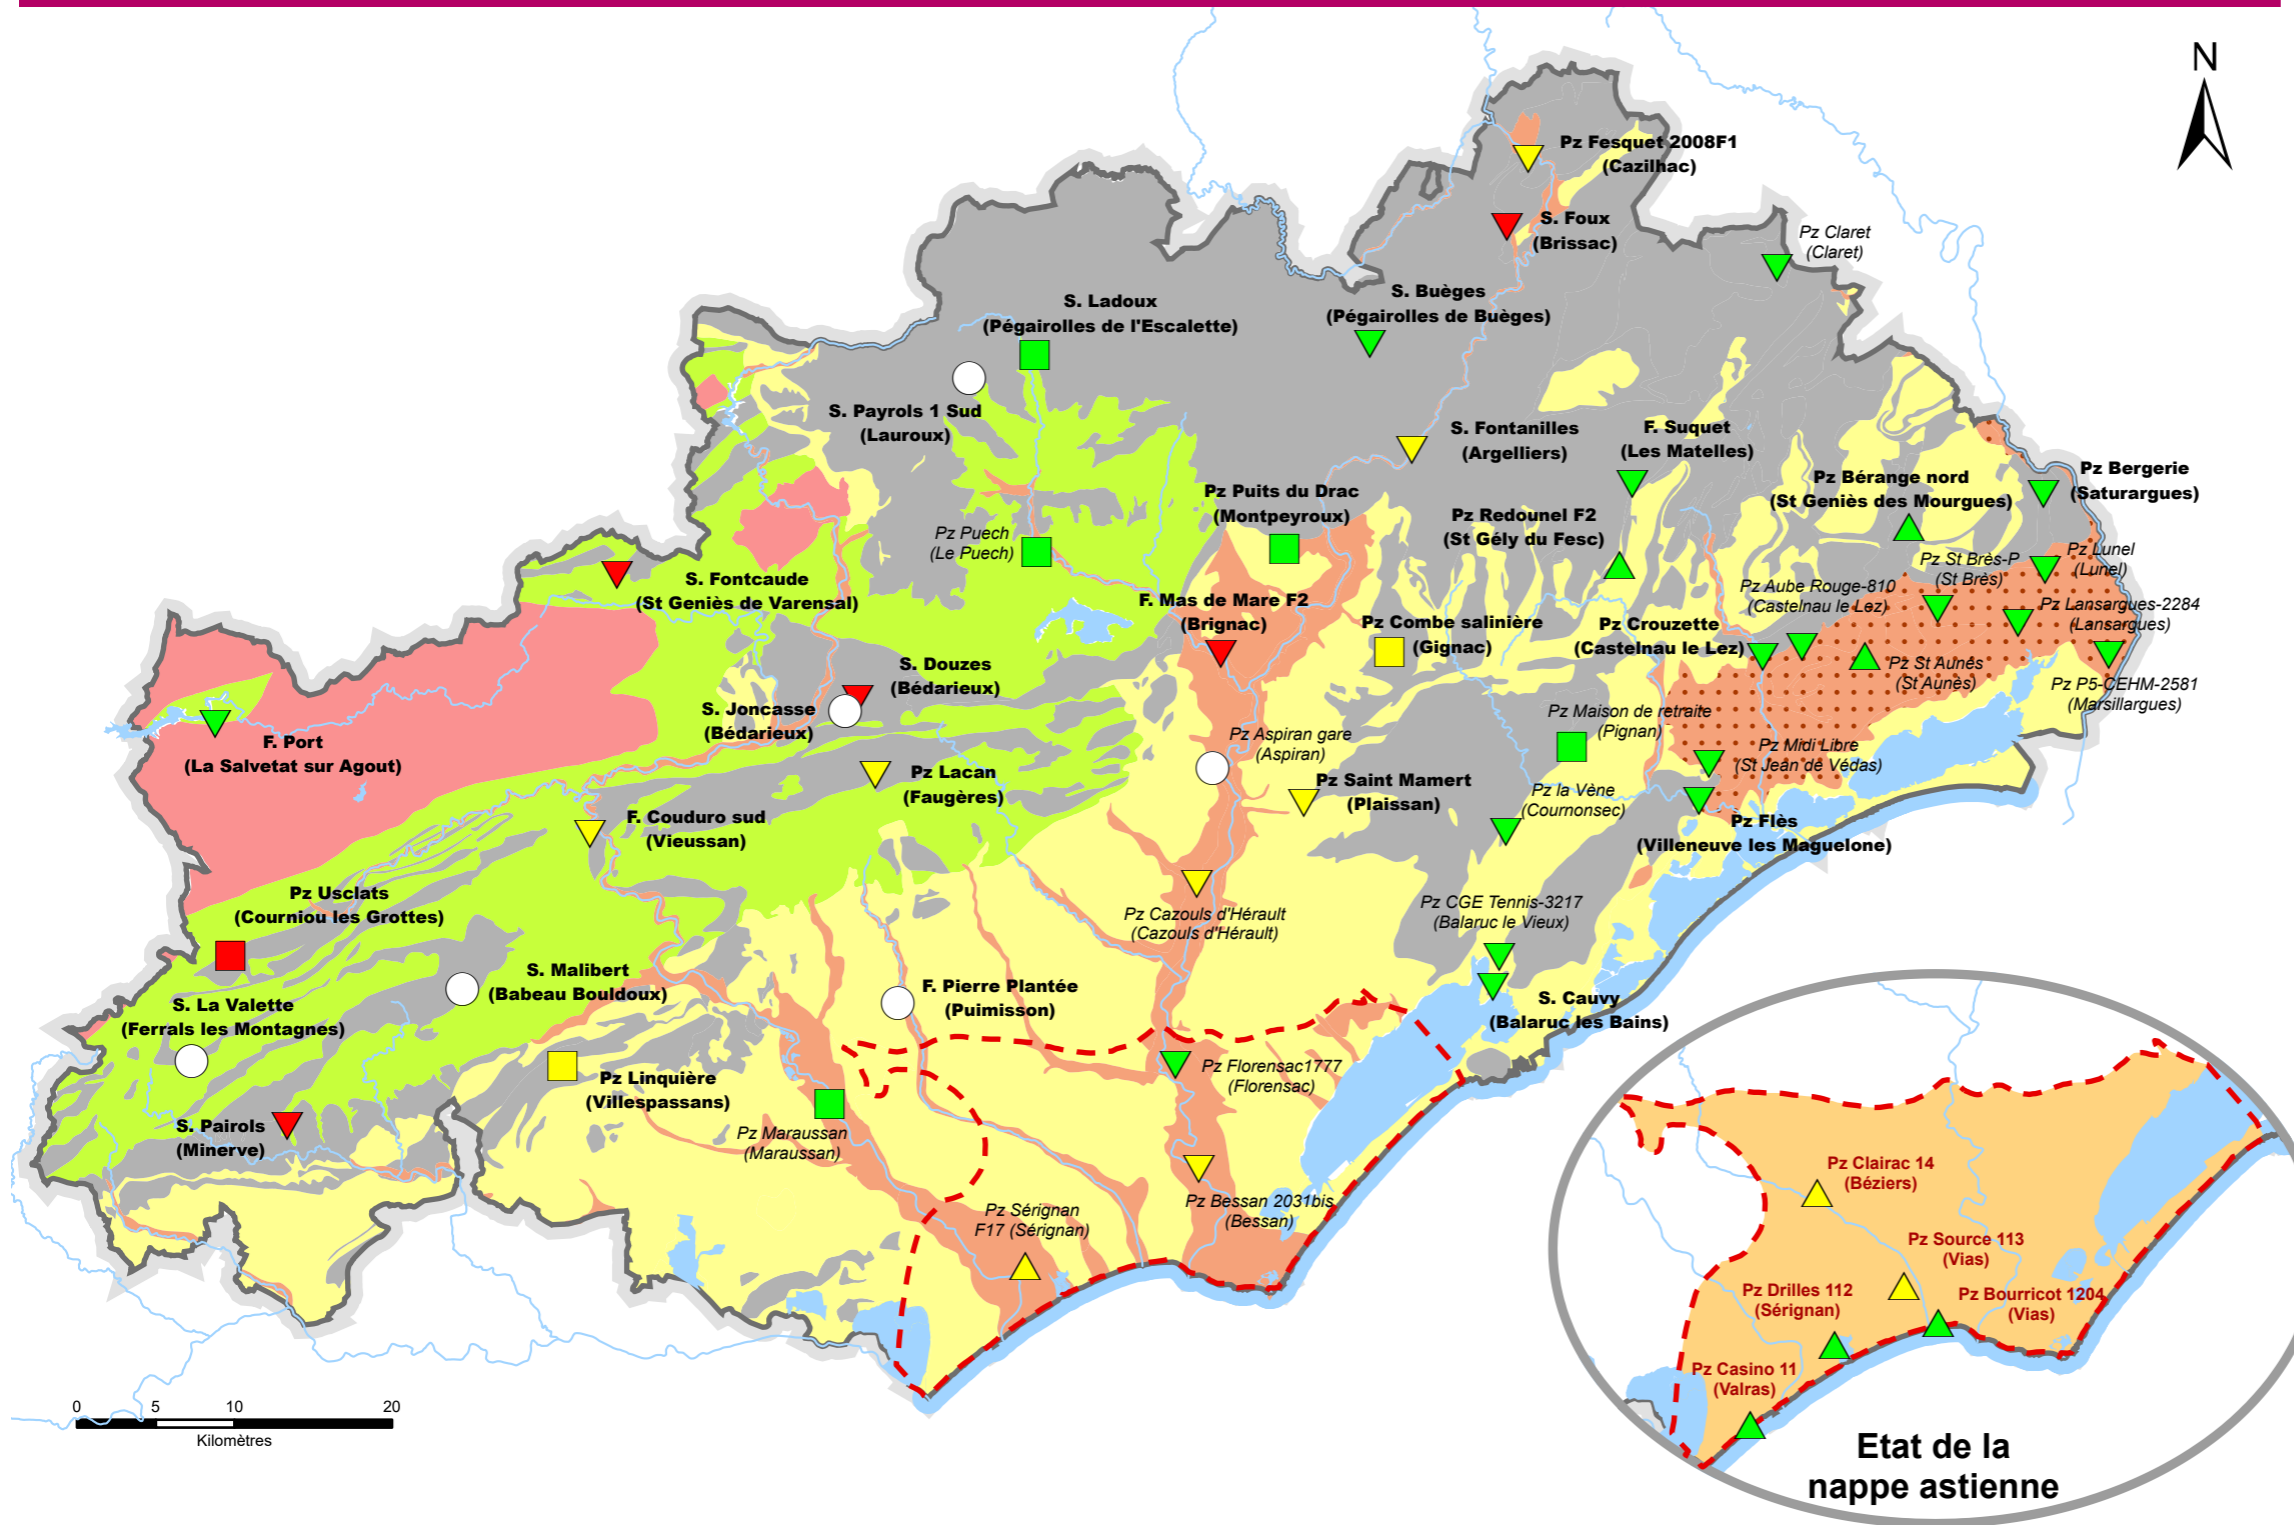 N
Pz Fesquet 2008F1
(Cazilhac)
S. Foux
(Brissac)
Pz Claret
(Claret)
S. Ladoux
(Pégairolles de l'Escalette)
S. Buèges
(Pégairolles de Buèges)
S. Payrols 1 Sud
(Lauroux)
S. Fontanilles
(Argelliers)
F. Suquet
(Les Matelles)
Pz Bérange nord
(St Geniès des Mourgues)
Pz Bergerie
(Saturargues)
Pz Puits du Drac
(Montpeyroux)
Pz Redounel F2
(St Gély du Fesc)
Pz Puech
(Le Puech)
Pz St Brès-P
(St Brès)
Pz Lunel
(Lunel)
S. Fontcaude
(St Geniès de Varensal)
Pz Aube Rouge-810
(Castelnau le Lez)
F. Mas de Mare F2
(Brignac)
Pz Combe salinière
(Gignac)
Pz Crouzette
(Castelnau le Lez)
Pz Lansargues-2284
(Lansargues)
S. Douzes
(Bédarieux)
Pz St Aunès
(St Aunès)
Pz P5-CEHM-2581
(Marsillargues)
S. Joncasse
(Bédarieux)
Pz Maison de retraite
(Pignan)
F. Port
(La Salvetat sur Agout)
Pz Aspiran gare
(Aspiran)
Pz Midi Libre
(St Jean de Védas)
Pz Lacan
(Faugères)
Pz Saint Mamert
(Plaissan)
Pz la Vène
(Cournonsec)
F. Couduro sud
(Vieussan)
Pz Flès
(Villeneuve les Maguelone)
Pz Usclats
(Courniou les Grottes)
Pz Cazouls d'Hérault
(Cazouls d'Hérault)
Pz CGE Tennis-3217
(Balaruc le Vieux)
S. Malibert
(Babeau Bouldoux)
F. Pierre Plantée
(Puimisson)
S. La Valette
(Ferrals les Montagnes)
S. Cauvy
(Balaruc les Bains)
Pz Linquière
(Villespassans)
Pz Florensac1777
(Florensac)
S. Pairols
(Minerve)
Pz Maraussan
(Maraussan)
Pz Sérignan
F17 (Sérignan)
Pz Bessan 2031bis
(Bessan)
Pz Clairac 14
(Béziers)
Pz Source 113
(Vias)
Pz Drilles 112
(Sérignan)
Pz Bourricot 1204
(Vias)
Pz Casino 11
(Valras)
0 5 10 20
Kilomètres
Etat de la
nappe astienne